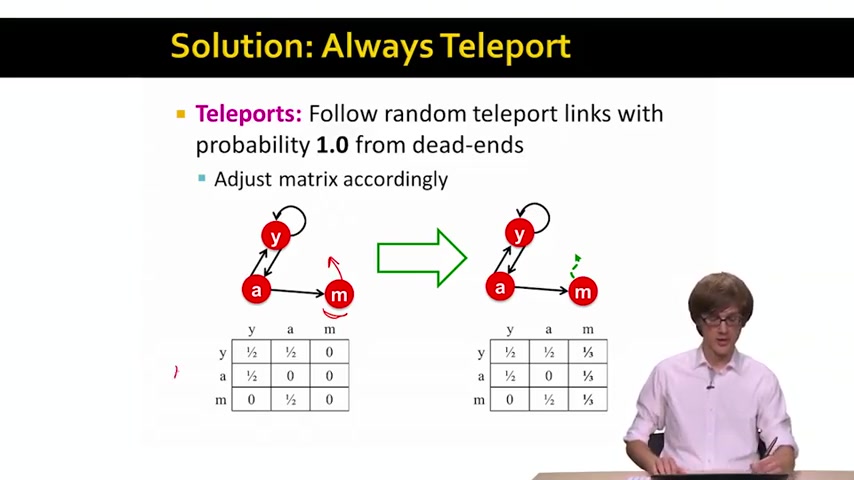 Solution: Always Teleport
Teleports: Follow random teleport links with
probability 1.0 from dead-ends
Adjust matrix accordingly
y
y
a
m
a
m
y a m
y ½ ½ 0
a ½ 0 0
m 0 ½ 0
y a m
y ½ ½ ⅓
a ½ 0 ⅓
m 0 ½ ⅓